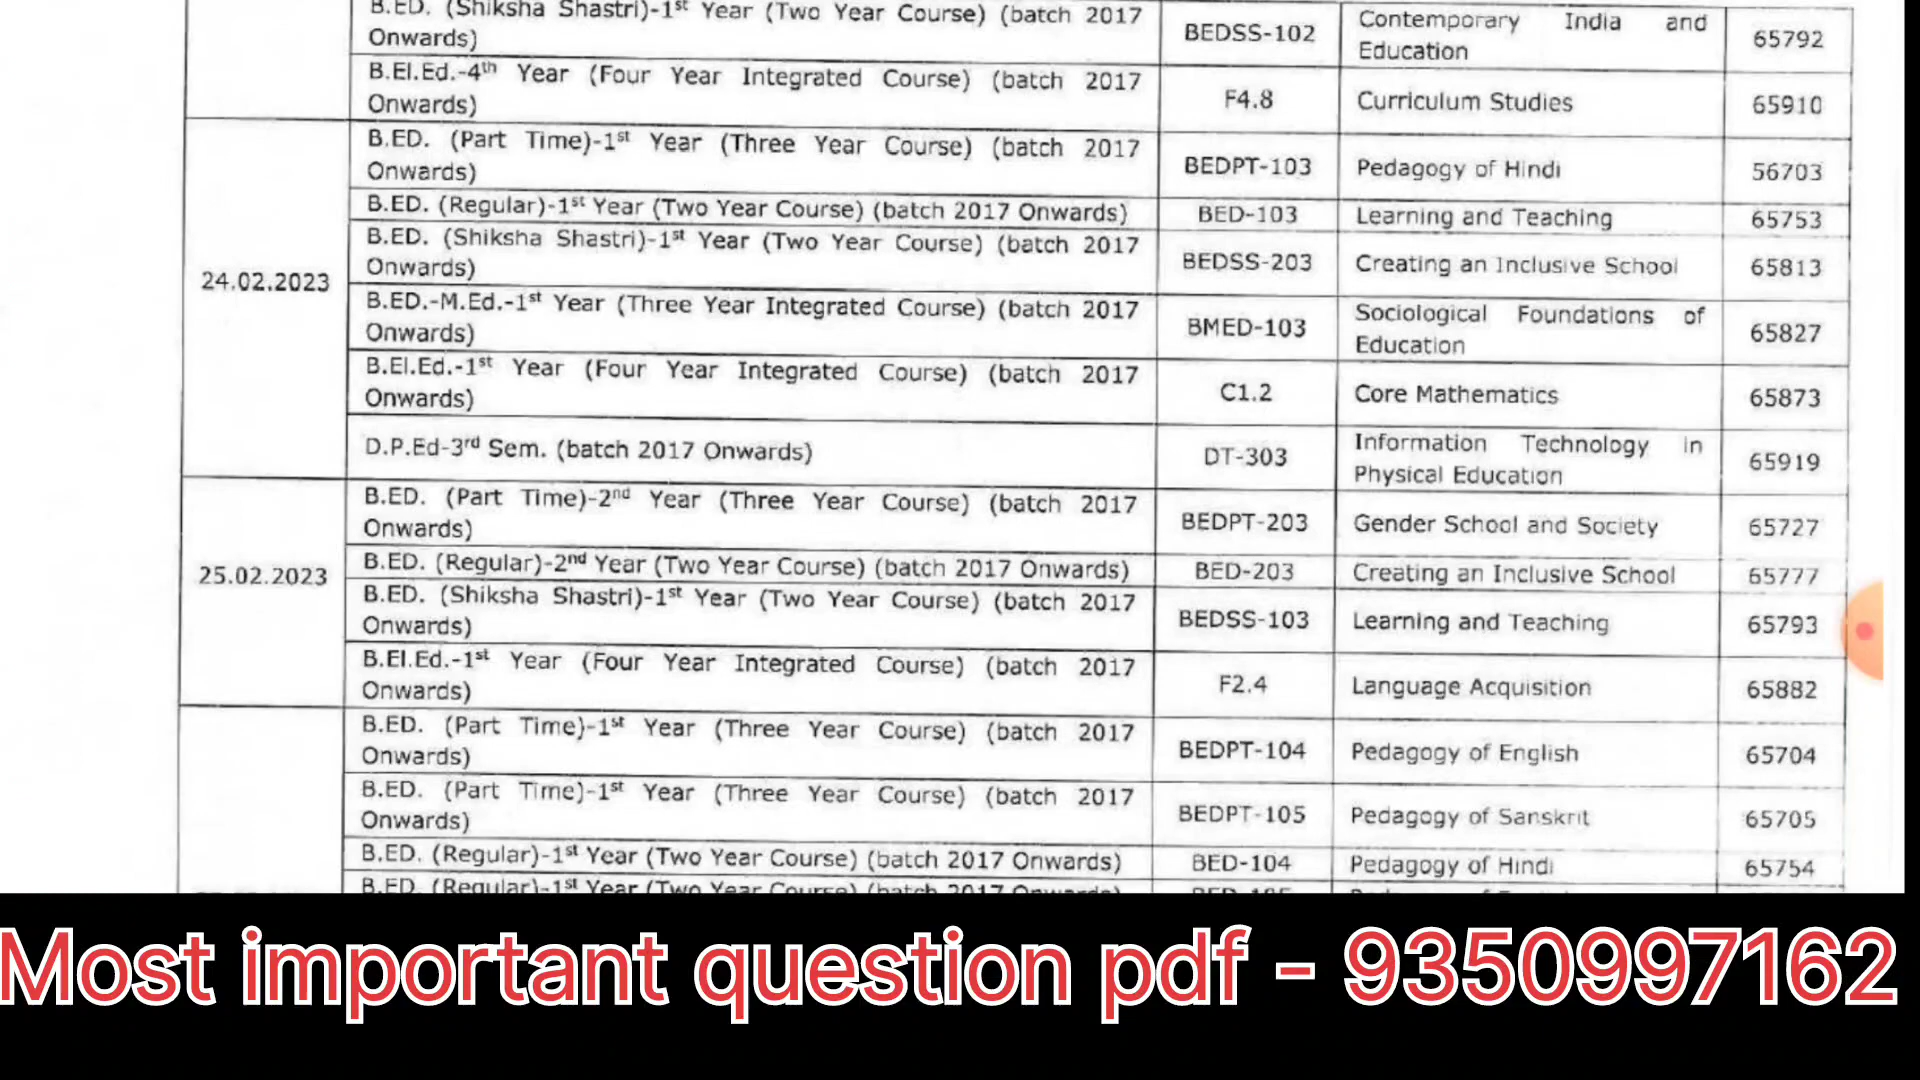 B.ED. (Shiksha Shastri)-1st Year (Two Year Course) (batch 2017
Onwards)
BEDSS-102
Contemporary India and
Education
65792
B.El.Ed.-4th Year (Four Year Integrated Course) (batch 2017
Onwards)
F4.8
Curriculum Studies
65910
24.02.2023
B.ED. (Part Time)-1st Year (Three Year Course) (batch 2017
Onwards)
BEDPT-103
Pedagogy of Hindi
56703
B.ED. (Regular)-1st Year (Two Year Course) (batch 2017 Onwards)
BED-103
Learning and Teaching
65753
B.ED. (Shiksha Shastri)-1st Year (Two Year Course) (batch 2017
Onwards)
BEDSS-203
Creating an Inclusive School
65813
B.ED.-M.Ed.-1st Year (Three Year Integrated Course) (batch 2017
Onwards)
BMED-103
Sociological Foundations of
Education
65827
B.El.Ed.-1st Year (Four Year Integrated Course) (batch 2017
Onwards)
C1.2
Core Mathematics
65873
D.P.Ed-3rd Sem. (batch 2017 Onwards)
DT-303
Information Technology in
Physical Education
65919
25.02.2023
B.ED. (Part Time)-2nd Year (Three Year Course) (batch 2017
Onwards)
BEDPT-203
Gender School and Society
65727
B.ED. (Regular)-2nd Year (Two Year Course) (batch 2017 Onwards)
BED-203
Creating an Inclusive School
65777
B.ED. (Shiksha Shastri)-1st Year (Two Year Course) (batch 2017
Onwards)
BEDSS-103
Learning and Teaching
65793
B.El.Ed.-1st Year (Four Year Integrated Course) (batch 2017
Onwards)
F2.4
Language Acquisition
65882
B.ED. (Part Time)-1st Year (Three Year Course) (batch 2017
Onwards)
BEDPT-104
Pedagogy of English
65704
B.ED. (Part Time)-1st Year (Three Year Course) (batch 2017
Onwards)
BEDPT-105
Pedagogy of Sanskrit
65705
B.ED. (Regular)-1st Year (Two Year Course) (batch 2017 Onwards)
BED-104
Pedagogy of Hindi
65754
B.ED. (Regular)-1st Year (Two Year Course) (batch 2017 Onwards)
Most important question pdf - 9350997162